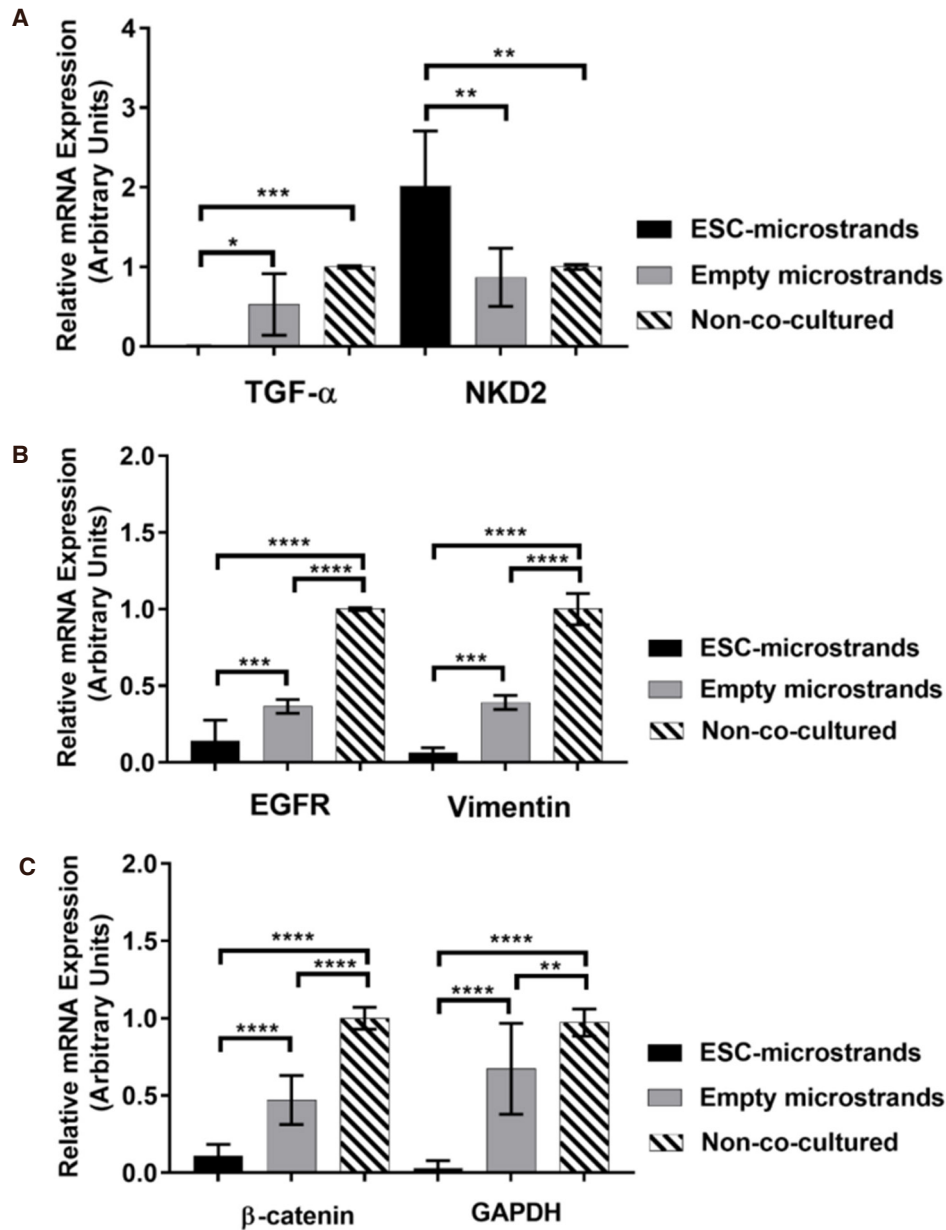 A
Relative mRNA Expression
(Arbitrary Units)
4
3
2
1
0
**
**
***
*
TGF-α
NKD2
ESC-microstrands
Empty microstrands
Non-co-cultured
B
Relative mRNA Expression
(Arbitrary Units)
2.0
1.5
1.0
0.5
0.0
****
****
***
****
****
***
EGFR
Vimentin
ESC-microstrands
Empty microstrands
Non-co-cultured
C
Relative mRNA Expression
(Arbitrary Units)
2.0
1.5
1.0
0.5
0.0
****
****
****
****
**
****
β-catenin
GAPDH
ESC-microstrands
Empty microstrands
Non-co-cultured